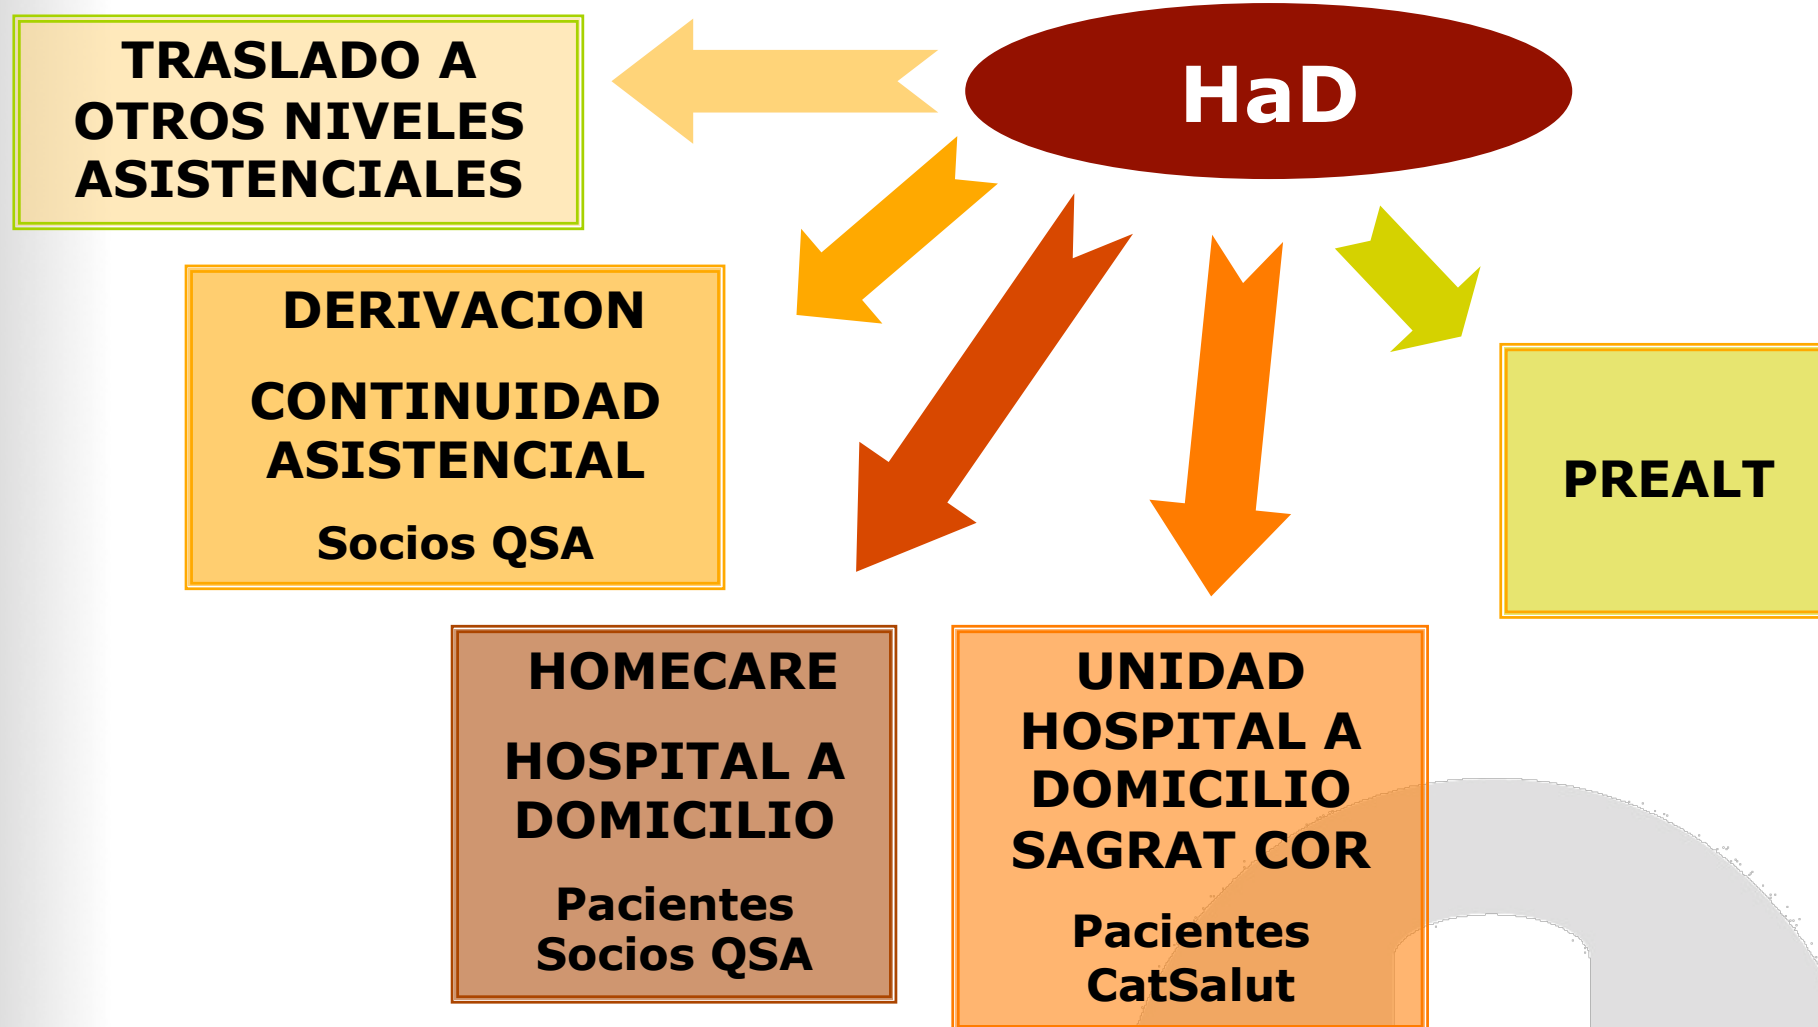 HaD
TRASLADO A
OTROS NIVELES
ASISTENCIALES
DERIVACION
CONTINUIDAD
ASISTENCIAL
Socios QSA
HOMECARE
HOSPITAL A
DOMICILIO
Pacientes
Socios QSA
UNIDAD
HOSPITAL A
DOMICILIO
SAGRAT COR
Pacientes
CatSalut
PREALT